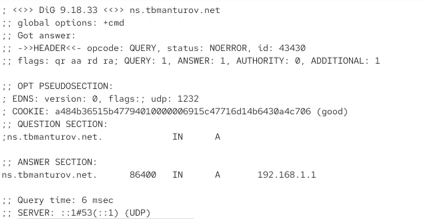 ; <<>> DiG 9.18.33 <<>> ns.tbmanturov.net
;; global options: +cmd
;; Got answer:
;; ->>HEADER<<- opcode: QUERY, status: NOERROR, id: 43430
;; flags: qr aa rd ra; QUERY: 1, ANSWER: 1, AUTHORITY: 0, ADDITIONAL: 1
;; OPT PSEUDOSECTION:
; EDNS: version: 0, flags:; udp: 1232
; COOKIE: a484b36515b47794010000006915c47716d14b6430a4c706 (good)
;; QUESTION SECTION:
;ns.tbmanturov.net. IN A
;; ANSWER SECTION:
ns.tbmanturov.net. 86400 IN A 192.168.1.1
;; Query time: 6 msec
;; SERVER: ::1#53(::1) (UDP)